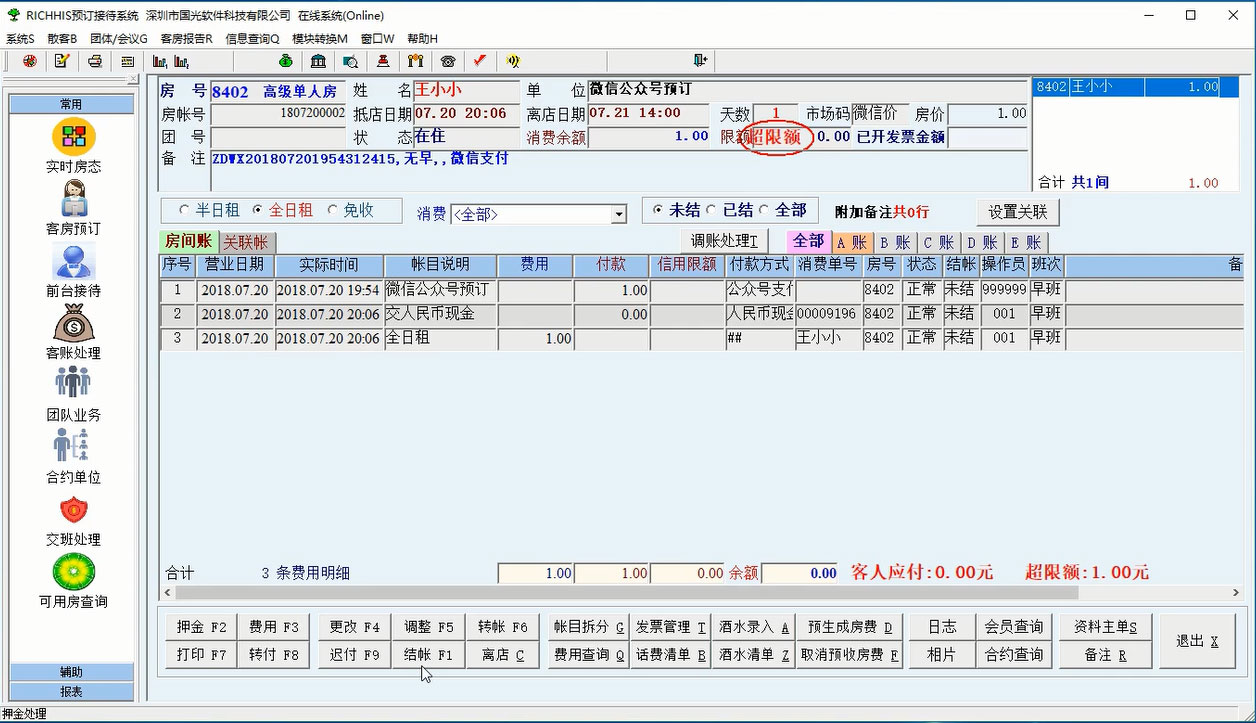 RICHHIS预订接待系统 深圳市国光软件科技有限公司 在线系统(Online)
系统S 散客B 团体/会议G 客房报告R 信息查询Q 模块转换M 窗口W 帮助H
常用
实时房态
客房预订
前台接待
客账处理
团队业务
合约单位
交班处理
可用房查询
辅助
报表
房 号 8402 高级单人房 姓 名 王小小 单 位 微信公众号预订
房帐号 1807200002 抵店日期 07.20 20:06 离店日期 07.21 14:00 天数 1 市场码 微信价 房价 1.00
团 号 状 态 在住 消费余额 1.00 限额 超限额 0.00 已开发票金额
备 注 ZDWX201807201954312415,无早,,微信支付
8402 王小小 1.00
合计 共1间 1.00
半日租 全日租 免收 消费 <全部> 未结 已结 全部 附加备注共0行 设置关联
房间账 关联帐 调账处理T 全部 A 账 B 账 C 账 D 账 E 账
序号 营业日期 实际时间 帐目说明 费用 付款 信用限额 付款方式 消费单号 房号 状态 结帐 操作员 班次 备
1 2018.07.20 2018.07.20 19:54 微信公众号预订 1.00 公众号支付 8402 正常 未结 999999 早班
2 2018.07.20 2018.07.20 20:06 交人民币现金 0.00 人民币现金 00009196 8402 正常 未结 001 早班
3 2018.07.20 2018.07.20 20:06 全日租 1.00 ## 王小小 8402 正常 未结 001 早班
合计 3 条费用明细 1.00 1.00 0.00 余额 0.00 客人应付:0.00元 超限额:1.00元
押金 F2 费用 F3 更改 F4 调整 F5 转帐 F6 帐目拆分 G 发票管理 T 酒水录入 A 预生成房费 D 日志 会员查询 资料主单S
打印 F7 转付 F8 迟付 F9 结帐 F1 离店 C 费用查询 Q 话费清单 B 酒水清单 Z 取消预收房费 F 相片 合约查询 备注 R
退出 X
押金处理